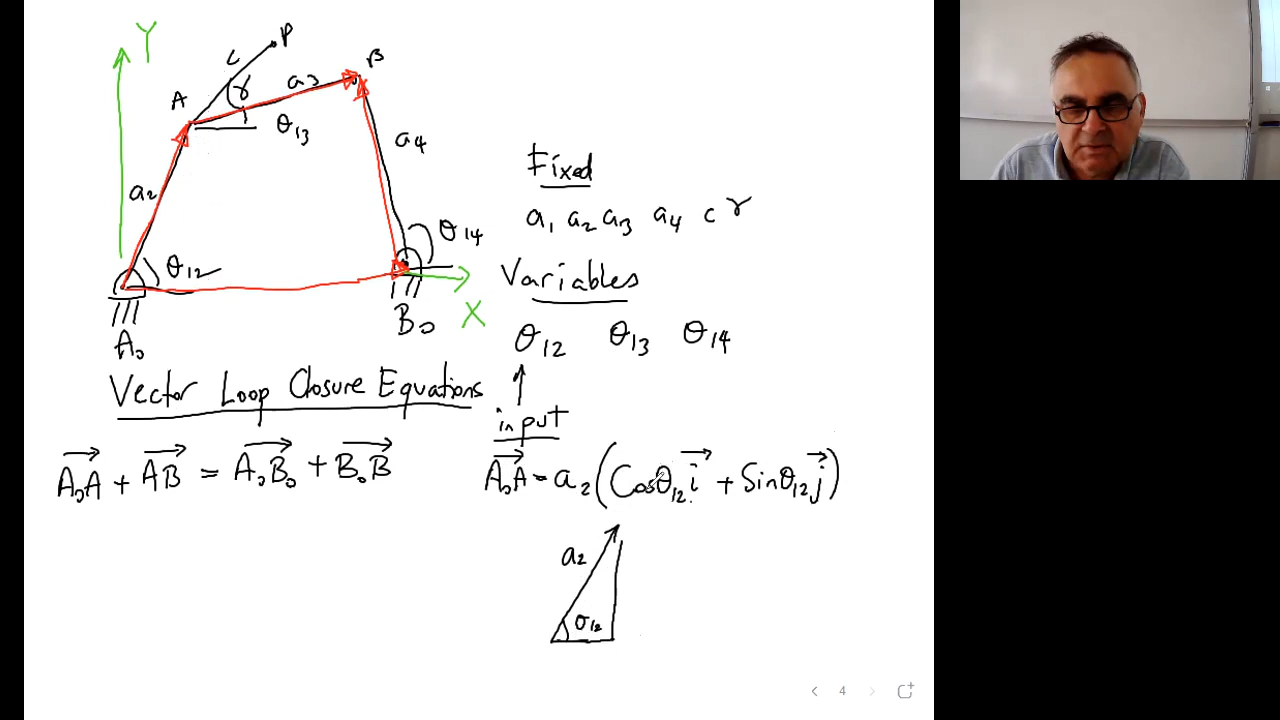 Y
P
C
B
A
γ
a3
θ13
a4
a2
θ12
θ14
A₀
B₀
X
Fixed
a1 a2 a3 a4 c γ
Variables
θ12 θ13 θ14
input
Vector Loop Closure Equations
A₀A + AB = A₀B₀ + B₀B
A₀A = a2 (Cosθ12 i + Sinθ12 j)
a2
θ12
4